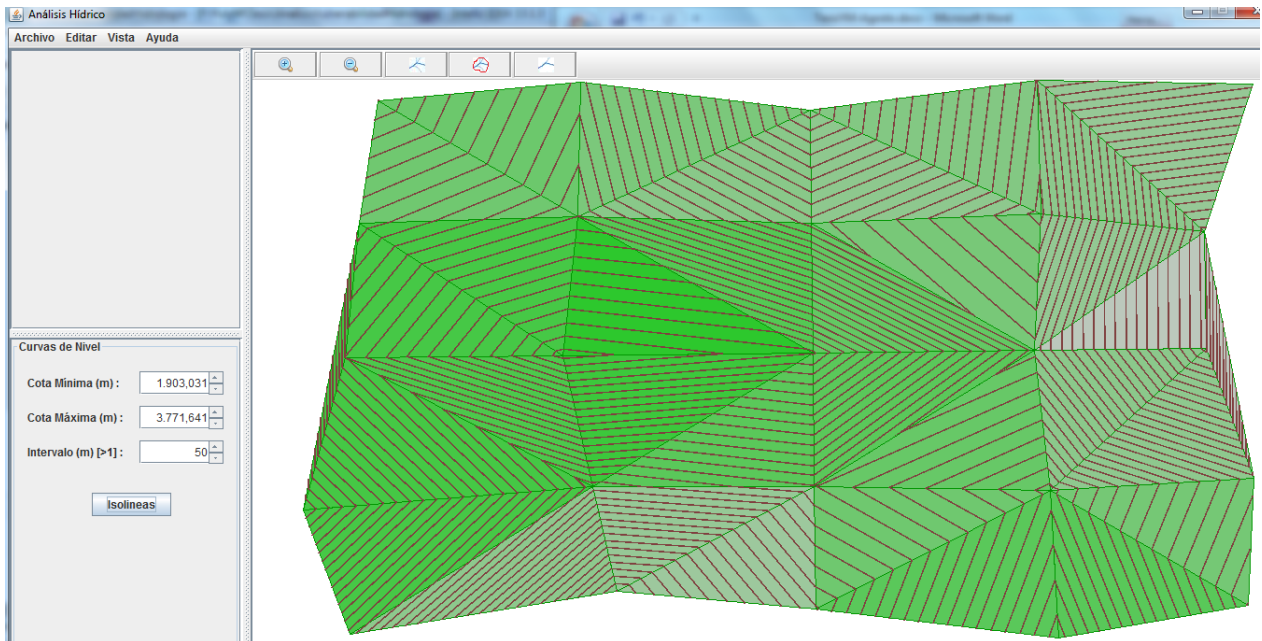 Análisis Hídrico
Archivo Editar Vista Ayuda
Curvas de Nivel
Cota Mínima (m) : 1.903,031
Cota Máxima (m) : 3.771,641
Intervalo (m) [>1] : 50
Isolineas